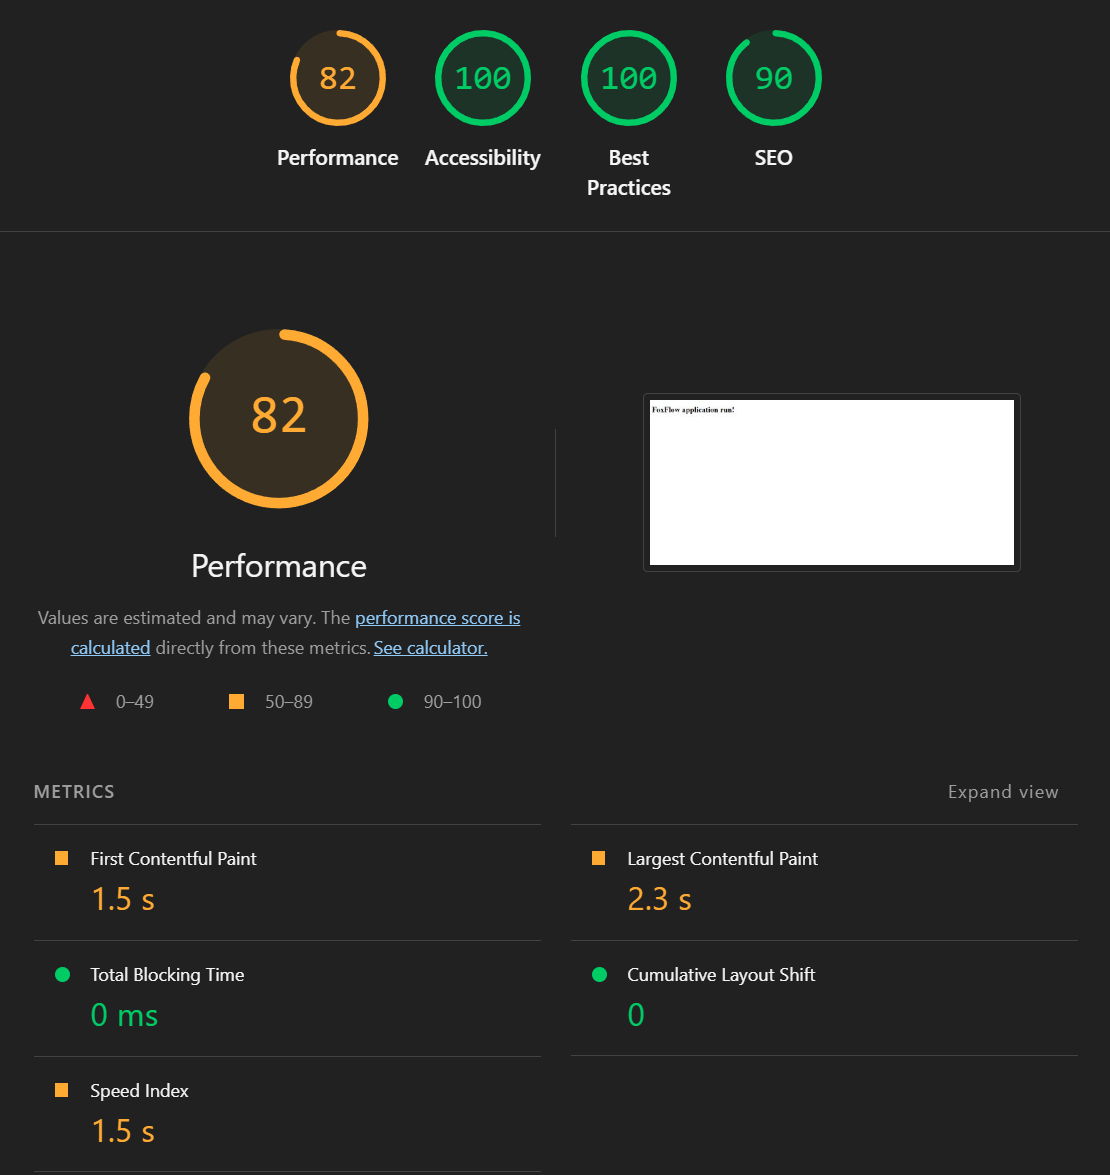 82
100
100
90
Performance
Accessibility
Best
Practices
SEO
82
FoxFlow application run!
Performance
Values are estimated and may vary. The performance score is
calculated directly from these metrics. See calculator.
0–49
50–89
90–100
METRICS
Expand view
First Contentful Paint
1.5 s
Largest Contentful Paint
2.3 s
Total Blocking Time
0 ms
Cumulative Layout Shift
0
Speed Index
1.5 s